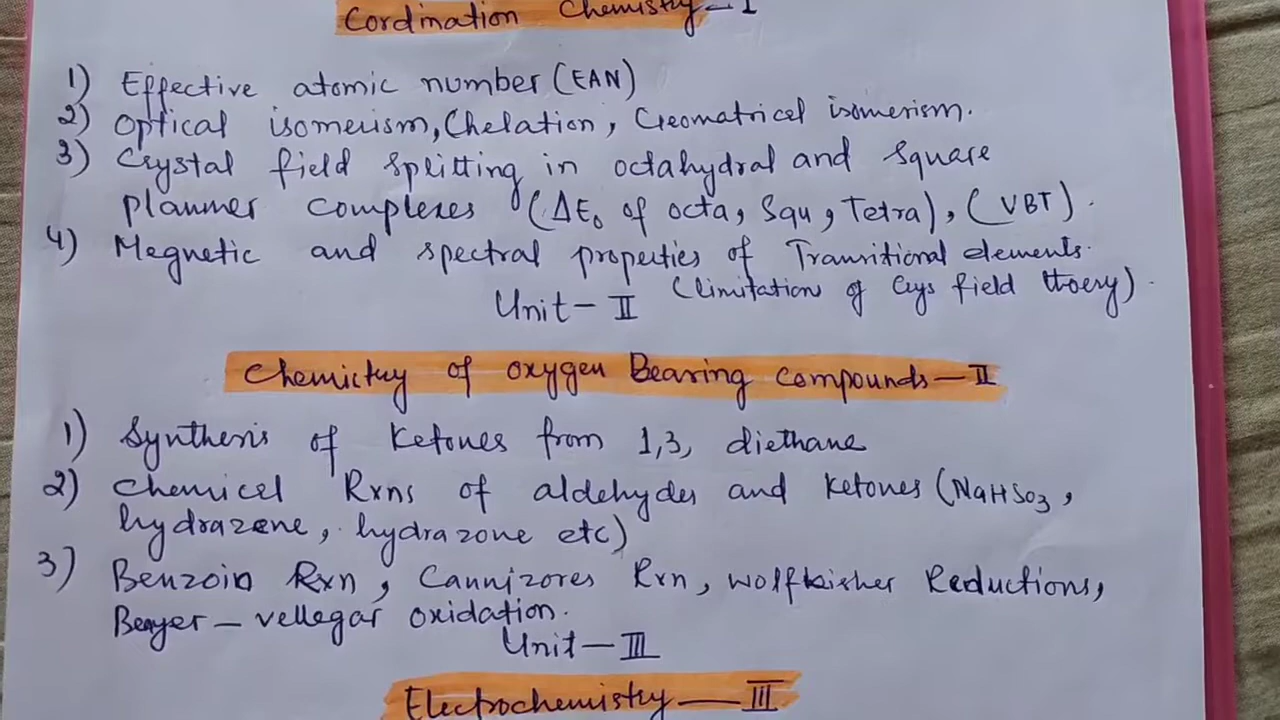 Cordination Chemistry-I
1) Effective atomic number (EAN)
2) Optical isomerism, Chelation, Geomatrical isomerism.
3) Crystal field splitting in octahydral and square
planner complexes (ΔE₀ of octa, Squ, Tetra), (VBT).
4) Megnetic and spectral properties of Transitional elements.
(limitation of Crys field thoery).
Unit-II
Chemictry of oxygen Bearing compounds-II
1) Synthesis of Ketones from 1,3, diethane
2) Chemicel Rxns of aldehydes and Ketones (NaHSO3,
hydrazene, hydrazone etc)
3) Benzoin Rxn, Cannizores Rxn, wolfkisher Reductions,
Beayer-vellegar oxidation.
Unit-III
Electrochemistry-III